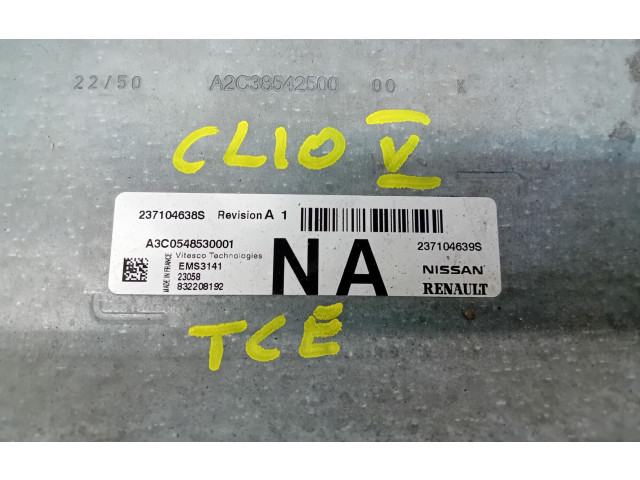 22/50 A2C38542500 00 K
CLIO V
237104638S Revision A 1
A3C0548530001 237104639S
Vitesco Technologies
MADE IN FRANCE
EMS3141
23058
832208192
NA
NISSAN
RENAULT
TCE